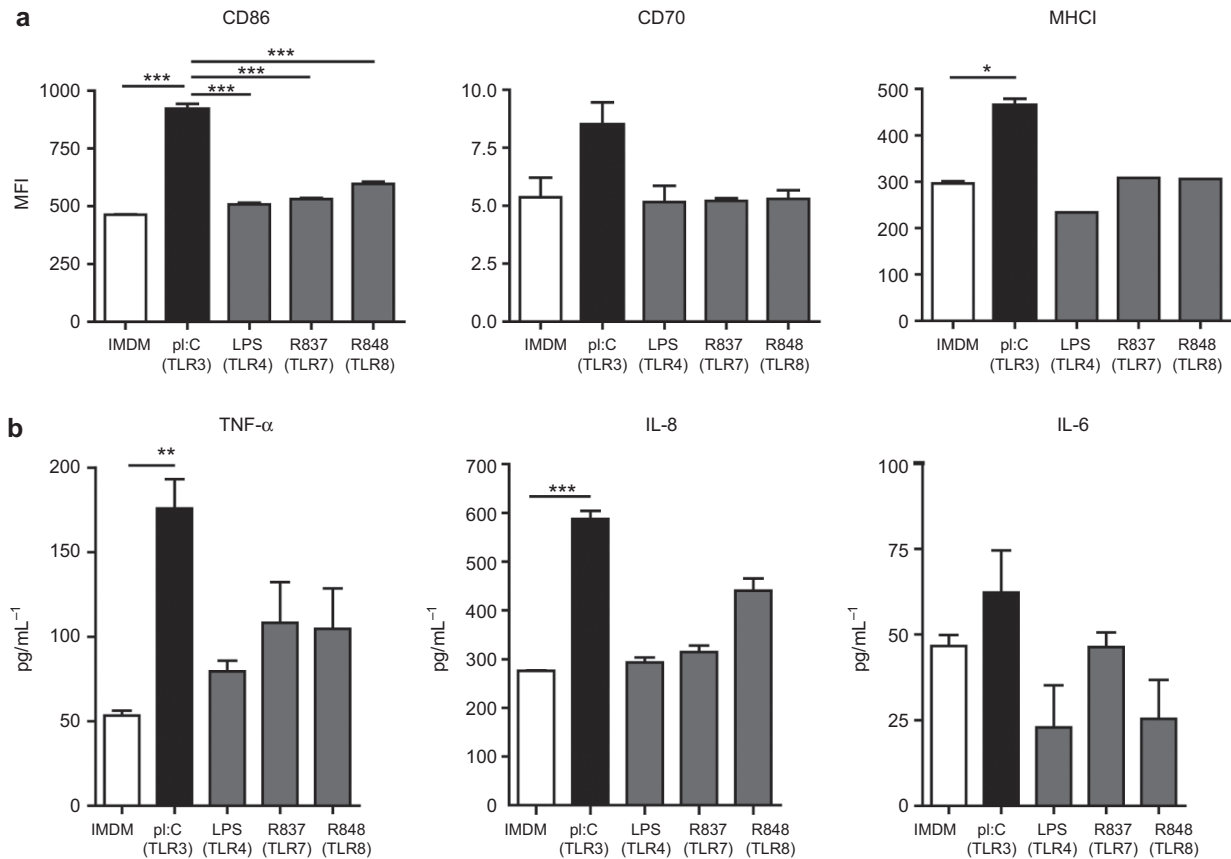 a
CD86
CD70
MHCI
***
***
***
***
*
1000
750
500
250
0
MFI
10.0
7.5
5.0
2.5
0.0
500
400
300
200
100
0
IMDM pI:C LPS R837 R848
(TLR3) (TLR4) (TLR7) (TLR8)
IMDM pI:C LPS R837 R848
(TLR3) (TLR4) (TLR7) (TLR8)
IMDM pI:C LPS R837 R848
(TLR3) (TLR4) (TLR7) (TLR8)
b
TNF-α
IL-8
IL-6
**
***
200
150
100
50
0
pg/mL⁻¹
700
600
500
400
300
200
100
0
pg/mL⁻¹
100
75
50
25
0
pg/mL⁻¹
IMDM pI:C LPS R837 R848
(TLR3) (TLR4) (TLR7) (TLR8)
IMDM pI:C LPS R837 R848
(TLR3) (TLR4) (TLR7) (TLR8)
IMDM pI:C LPS R837 R848
(TLR3) (TLR4) (TLR7) (TLR8)